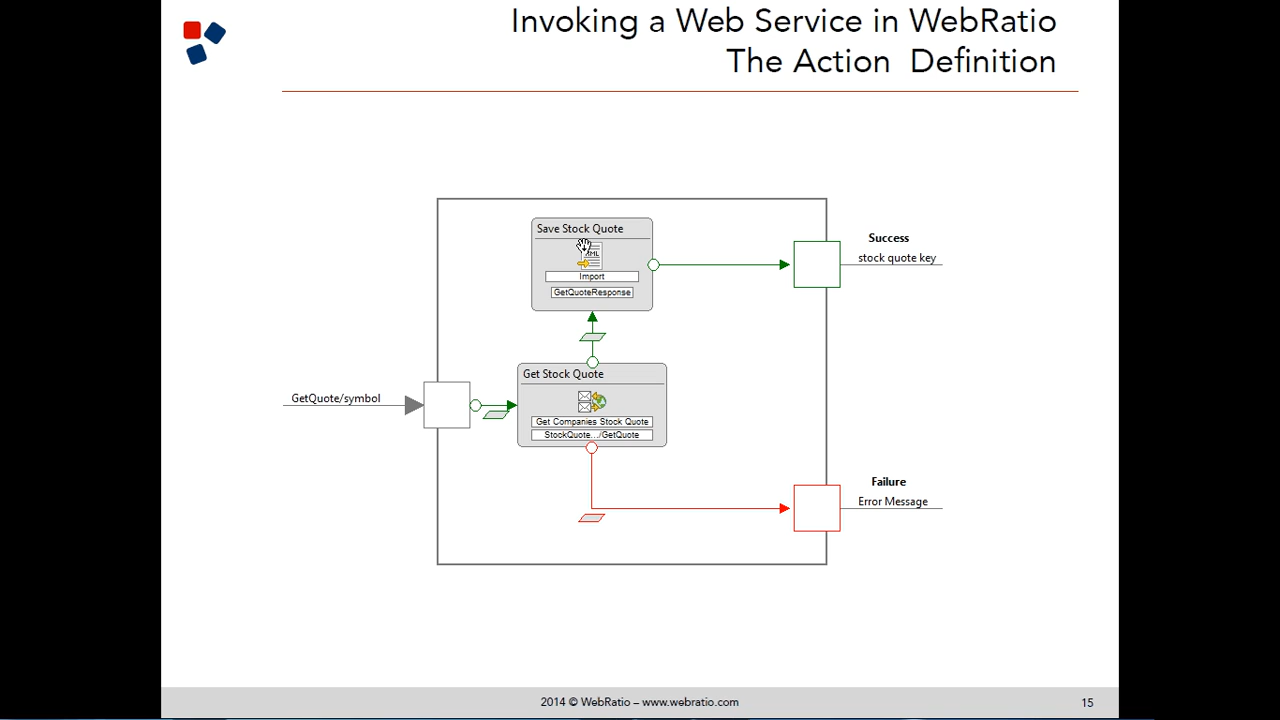 Invoking a Web Service in WebRatio
The Action Definition
Save Stock Quote
XML
Import
GetQuoteResponse
Success
stock quote key
GetQuote/symbol
Get Stock Quote
Get Companies Stock Quote
StockQuote.../GetQuote
Failure
Error Message
2014 © WebRatio – www.webratio.com
15